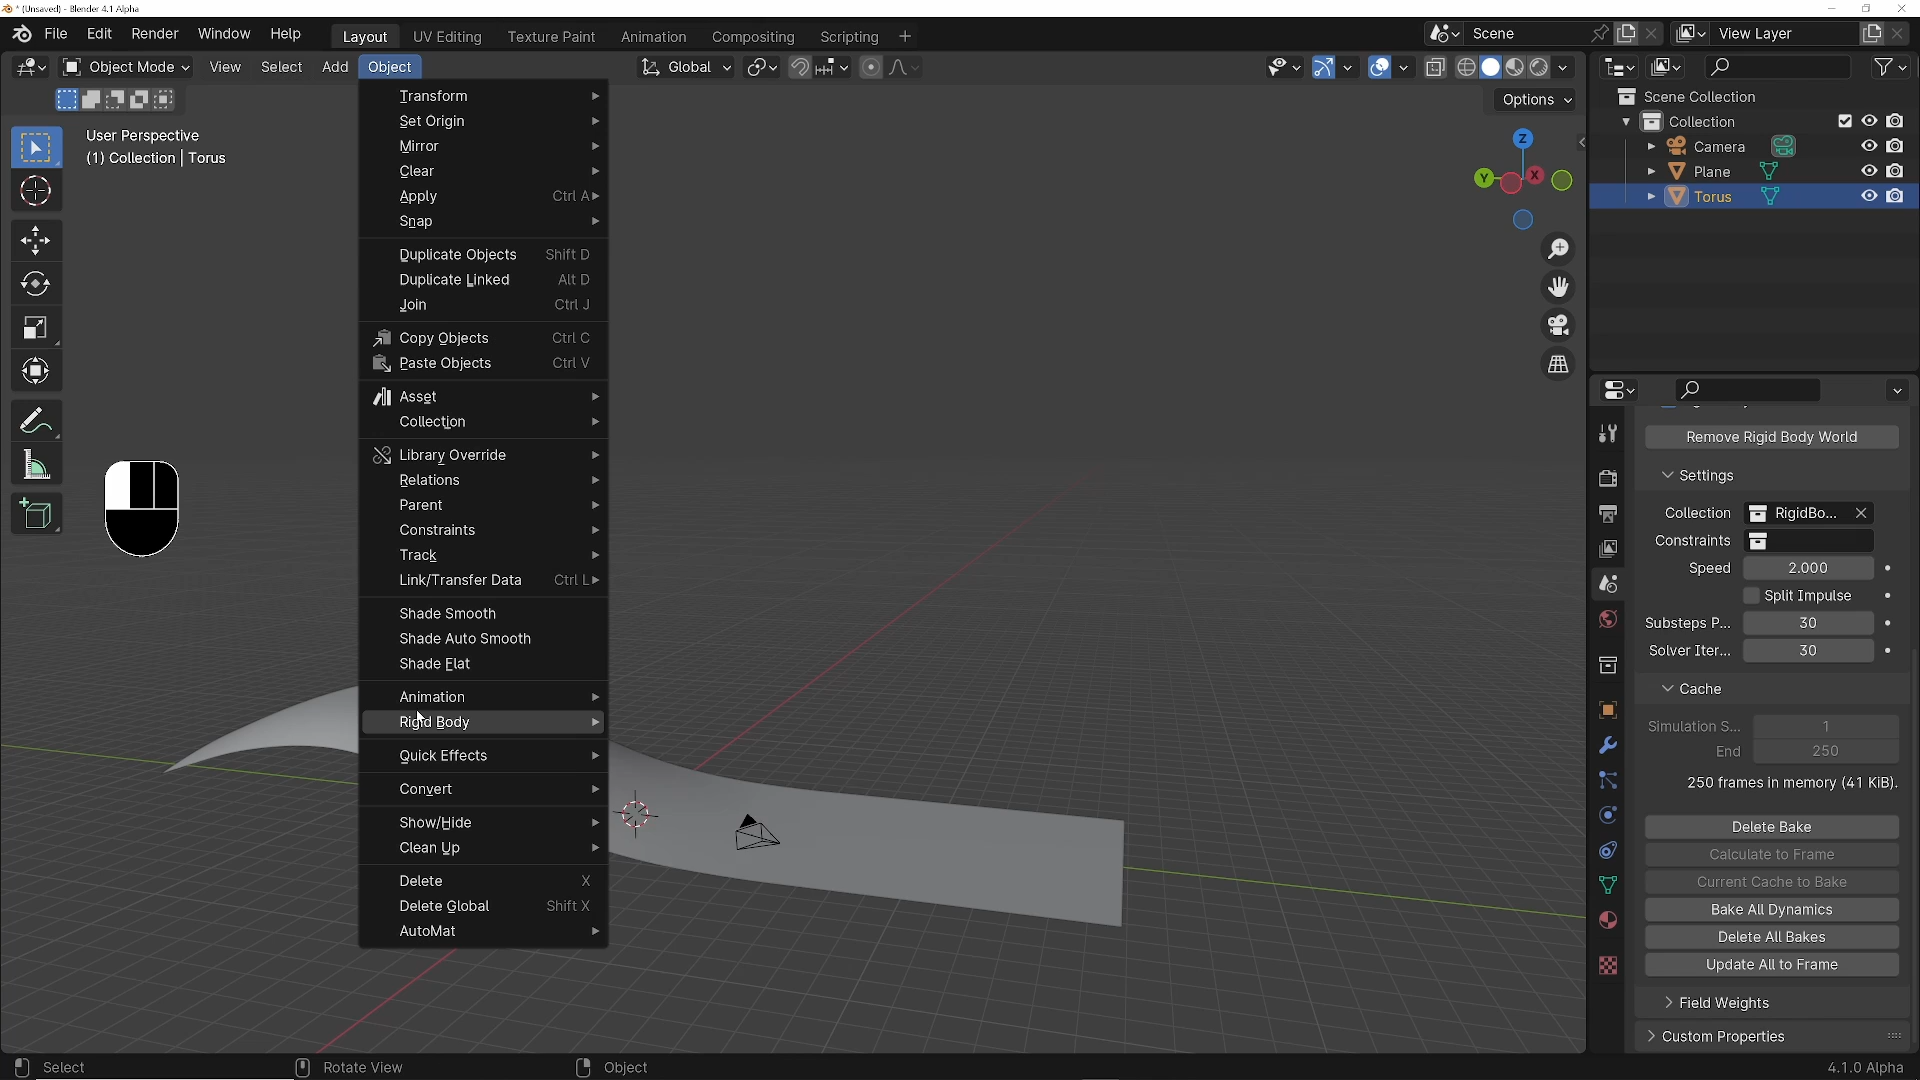 * (Unsaved) - Blender 4.1 Alpha
File Edit Render Window Help Layout UV Editing Texture Paint Animation Compositing Scripting + Scene View Layer
Object Mode View Select Add Object Global
Options
User Perspective
(1) Collection | Torus
Z
Y
X
Transform
Set Origin
Mirror
Clear
Apply Ctrl A
Snap
Duplicate Objects Shift D
Duplicate Linked Alt D
Join Ctrl J
Copy Objects Ctrl C
Paste Objects Ctrl V
Asset
Collection
Library Override
Relations
Parent
Constraints
Track
Link/Transfer Data Ctrl L
Shade Smooth
Shade Auto Smooth
Shade Flat
Animation
Rigid Body
Quick Effects
Convert
Show/Hide
Clean Up
Delete X
Delete Global Shift X
AutoMat
Scene Collection
Collection
Camera
Plane
Torus
Remove Rigid Body World
Settings
Collection RigidBo...
Constraints
Speed 2.000
Split Impulse
Substeps P... 30
Solver Iter... 30
Cache
Simulation S... 1
End 250
250 frames in memory (41 KiB).
Delete Bake
Calculate to Frame
Current Cache to Bake
Bake All Dynamics
Delete All Bakes
Update All to Frame
Field Weights
Custom Properties
Select Rotate View Object 4.1.0 Alpha